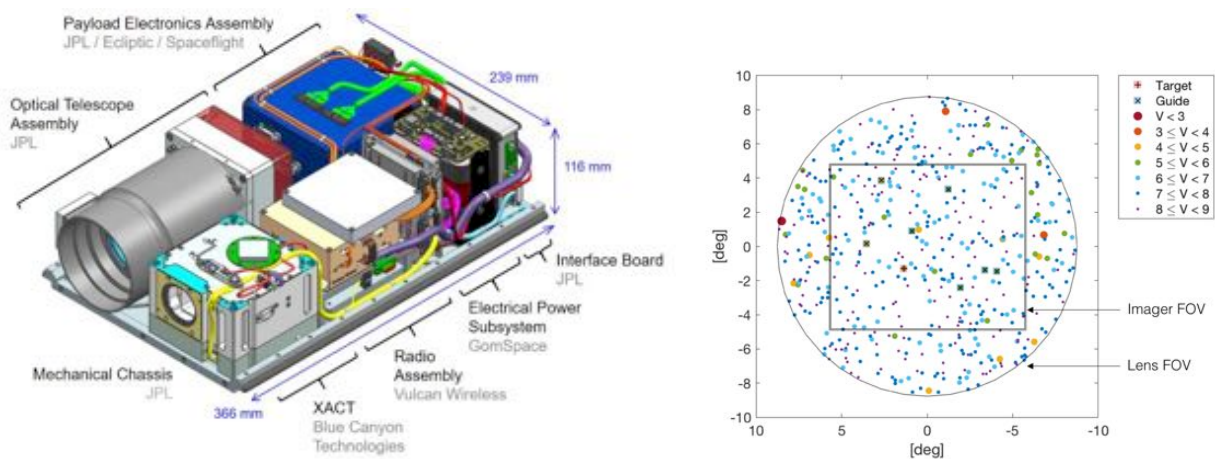 Payload Electronics Assembly
JPL / Ecliptic / Spaceflight
Optical Telescope
Assembly
JPL
239 mm
116 mm
Interface Board
JPL
Electrical Power
Subsystem
GomSpace
Radio
Assembly
Vulcan Wireless
Mechanical Chassis
JPL
366 mm
XACT
Blue Canyon
Technologies
10
8
6
4
2
0
-2
-4
-6
-8
-10
[deg]
10
5
0
-5
-10
[deg]
Target
Guide
V < 3
3 ≤ V < 4
4 ≤ V < 5
5 ≤ V < 6
6 ≤ V < 7
7 ≤ V < 8
8 ≤ V < 9
Imager FOV
Lens FOV